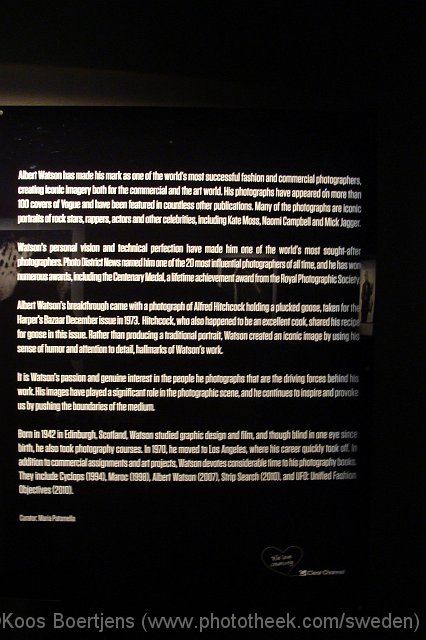 Albert Watson has made his mark as one of the world's most successful fashion and commercial photographers,
creating iconic imagery both for the commercial and the art world. His photographs have appeared on more than
100 covers of Vogue and have been featured in countless other publications. Many of the photographs are iconic
portraits of rock stars, rappers, actors and other celebrities, including Kate Moss, Naomi Campbell and Mick Jagger.
Watson's personal vision and technical perfection have made him one of the world's most sought-after
photographers. Photo District News named him one of the 20 most influential photographers of all time, and he has won
numerous awards, including the Centenary Medal, a lifetime achievement award from the Royal Photographic Society.
Albert Watson's breakthrough came with a photograph of Alfred Hitchcock holding a plucked goose, taken for the
Harper's Bazaar December issue in 1973. Hitchcock, who also happened to be an excellent cook, shared his recipe
for goose in this issue. Rather than producing a traditional portrait, Watson created an iconic image by using his
sense of humor and attention to detail, hallmarks of Watson's work.
It is Watson's passion and genuine interest in the people he photographs that are the driving forces behind his
work. His images have played a significant role in the photographic scene, and he continues to inspire and provoke
us by pushing the boundaries of the medium.
Born in 1942 in Edinburgh, Scotland, Watson studied graphic design and film, and though blind in one eye since
birth, he also took photography courses. In 1970, he moved to Los Angeles, where his career quickly took off. In
addition to commercial assignments and art projects, Watson devotes considerable time to his photography books.
They include Cyclops (1994), Maroc (1998), Albert Watson (2007), Strip Search (2010), and UFO: Unified Fashion
Objectives (2010).
Curator: Maria Patomella
We love
creativity
Clear Channel
©Koos Boertjens (www.phototheek.com/sweden)